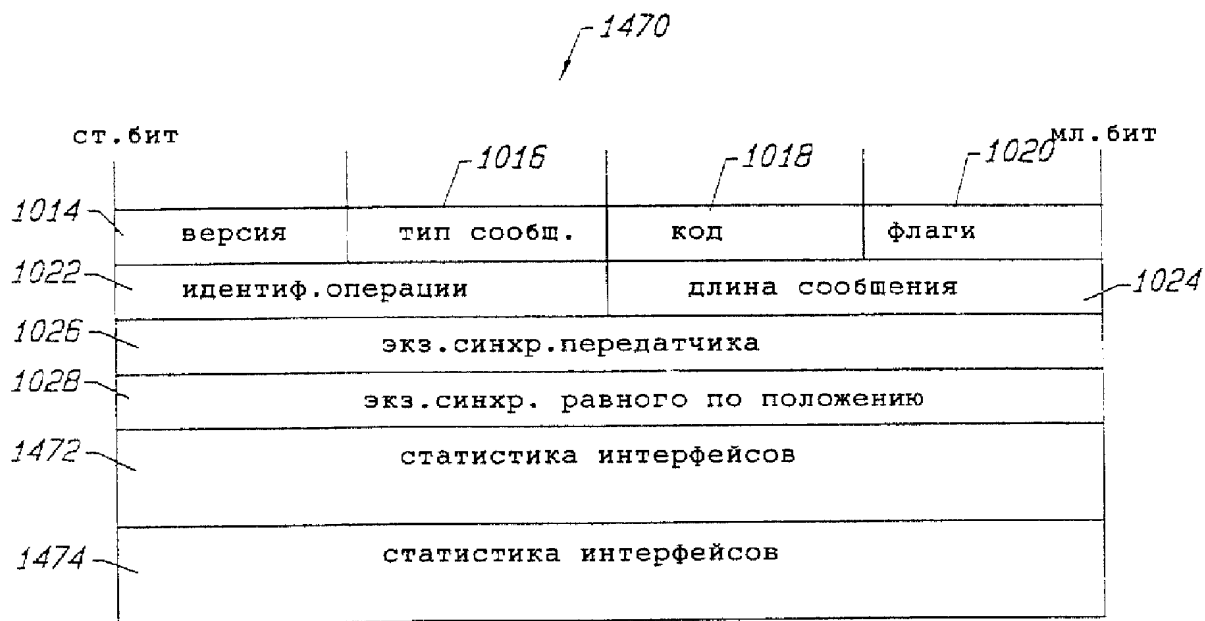 1470
ст.бит мл.бит
1016 1018 1020
1014 версия тип сообщ. код флаги
1022 идентиф.операции длина сообщения 1024
1026 экз.синхр.передатчика
1028 экз.синхр. равного по положению
1472 статистика интерфейсов
1474 статистика интерфейсов